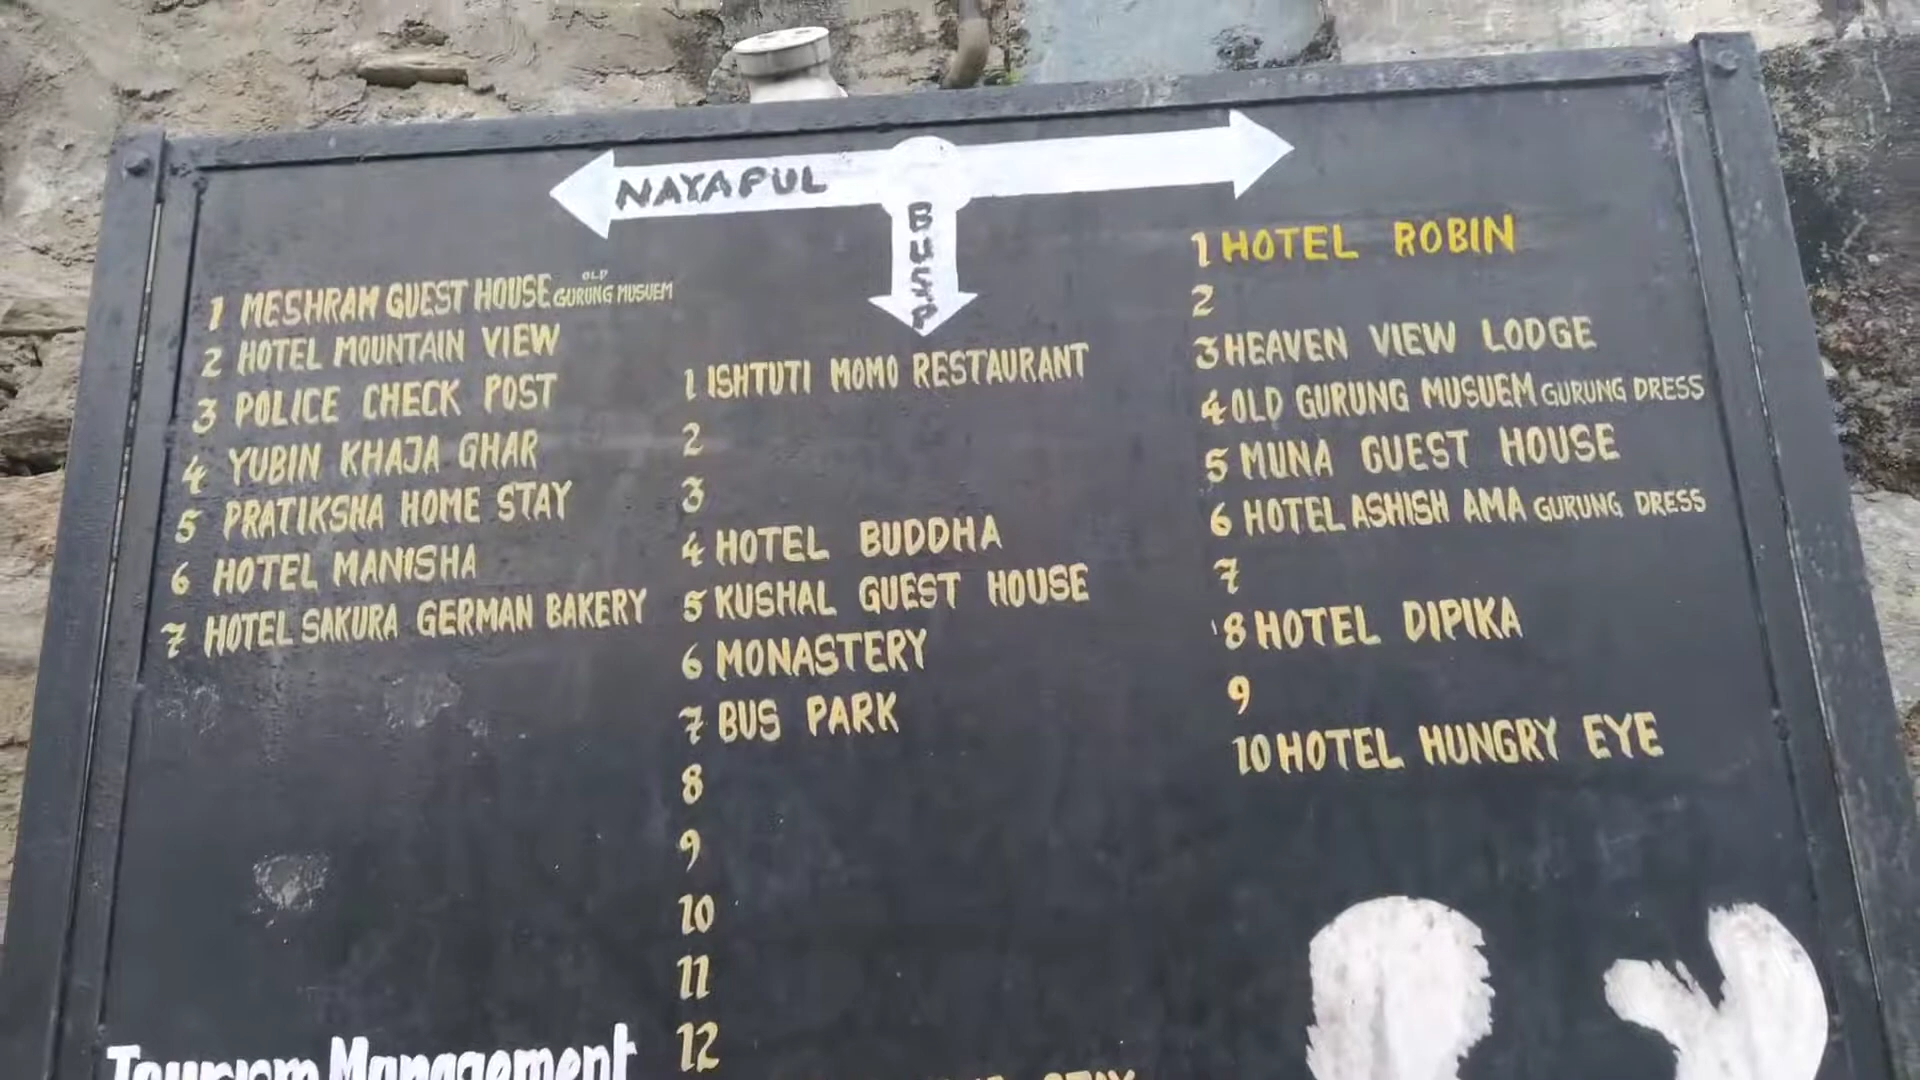 NAYAPUL
BUSP
1 MESHRAM GUEST HOUSE OLD GURUNG MUSUEM
2 HOTEL MOUNTAIN VIEW
3 POLICE CHECK POST
4 YUBIN KHAJA GHAR
5 PRATIKSHA HOME STAY
6 HOTEL MANISHA
7 HOTEL SAKURA GERMAN BAKERY
1 ISHTUTI MOMO RESTAURANT
2
3
4 HOTEL BUDDHA
5 KUSHAL GUEST HOUSE
6 MONASTERY
7 BUS PARK
8
9
10
11
12
1 HOTEL ROBIN
2
3 HEAVEN VIEW LODGE
4 OLD GURUNG MUSUEM GURUNG DRESS
5 MUNA GUEST HOUSE
6 HOTEL ASHISH AMA GURUNG DRESS
7
8 HOTEL DIPIKA
9
10 HOTEL HUNGRY EYE
Tourism Management